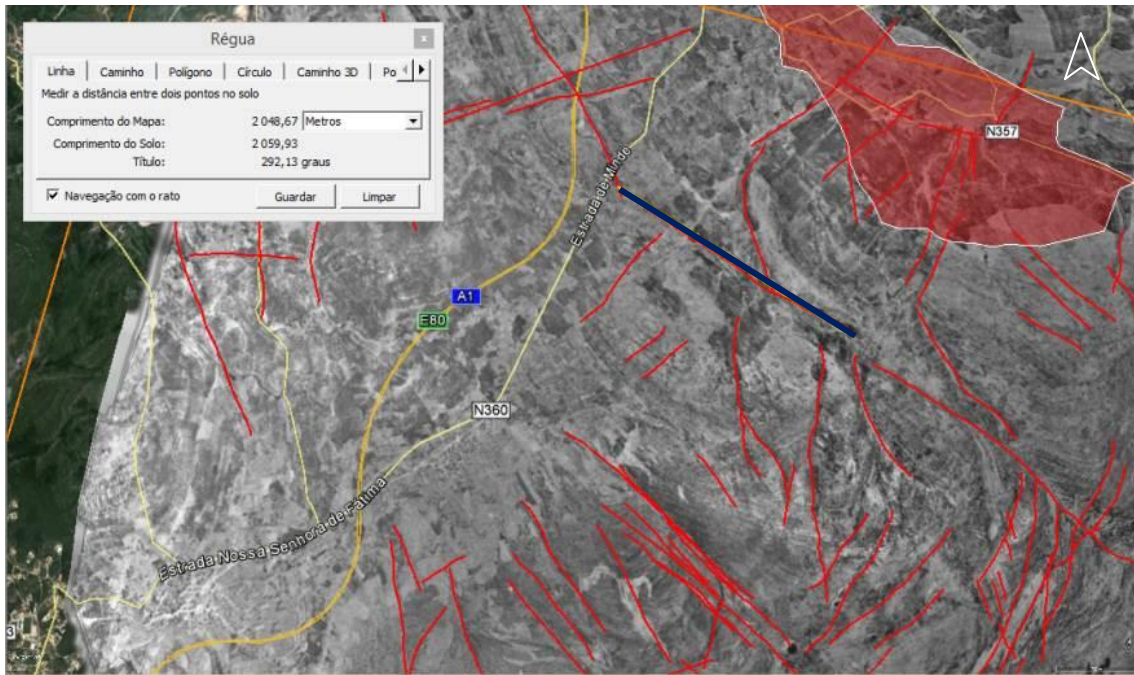 Régua
Linha Caminho Polígono Círculo Caminho 3D Po
Medir a distância entre dois pontos no solo
Comprimento do Mapa: 2 048,67 Metros
Comprimento do Solo: 2 059,93
Título: 292,13 graus
Navegação com o rato Guardar Limpar
N357
Estrada de Minde
A1
E80
N360
Estrada Nossa Senhora de Fátima
3